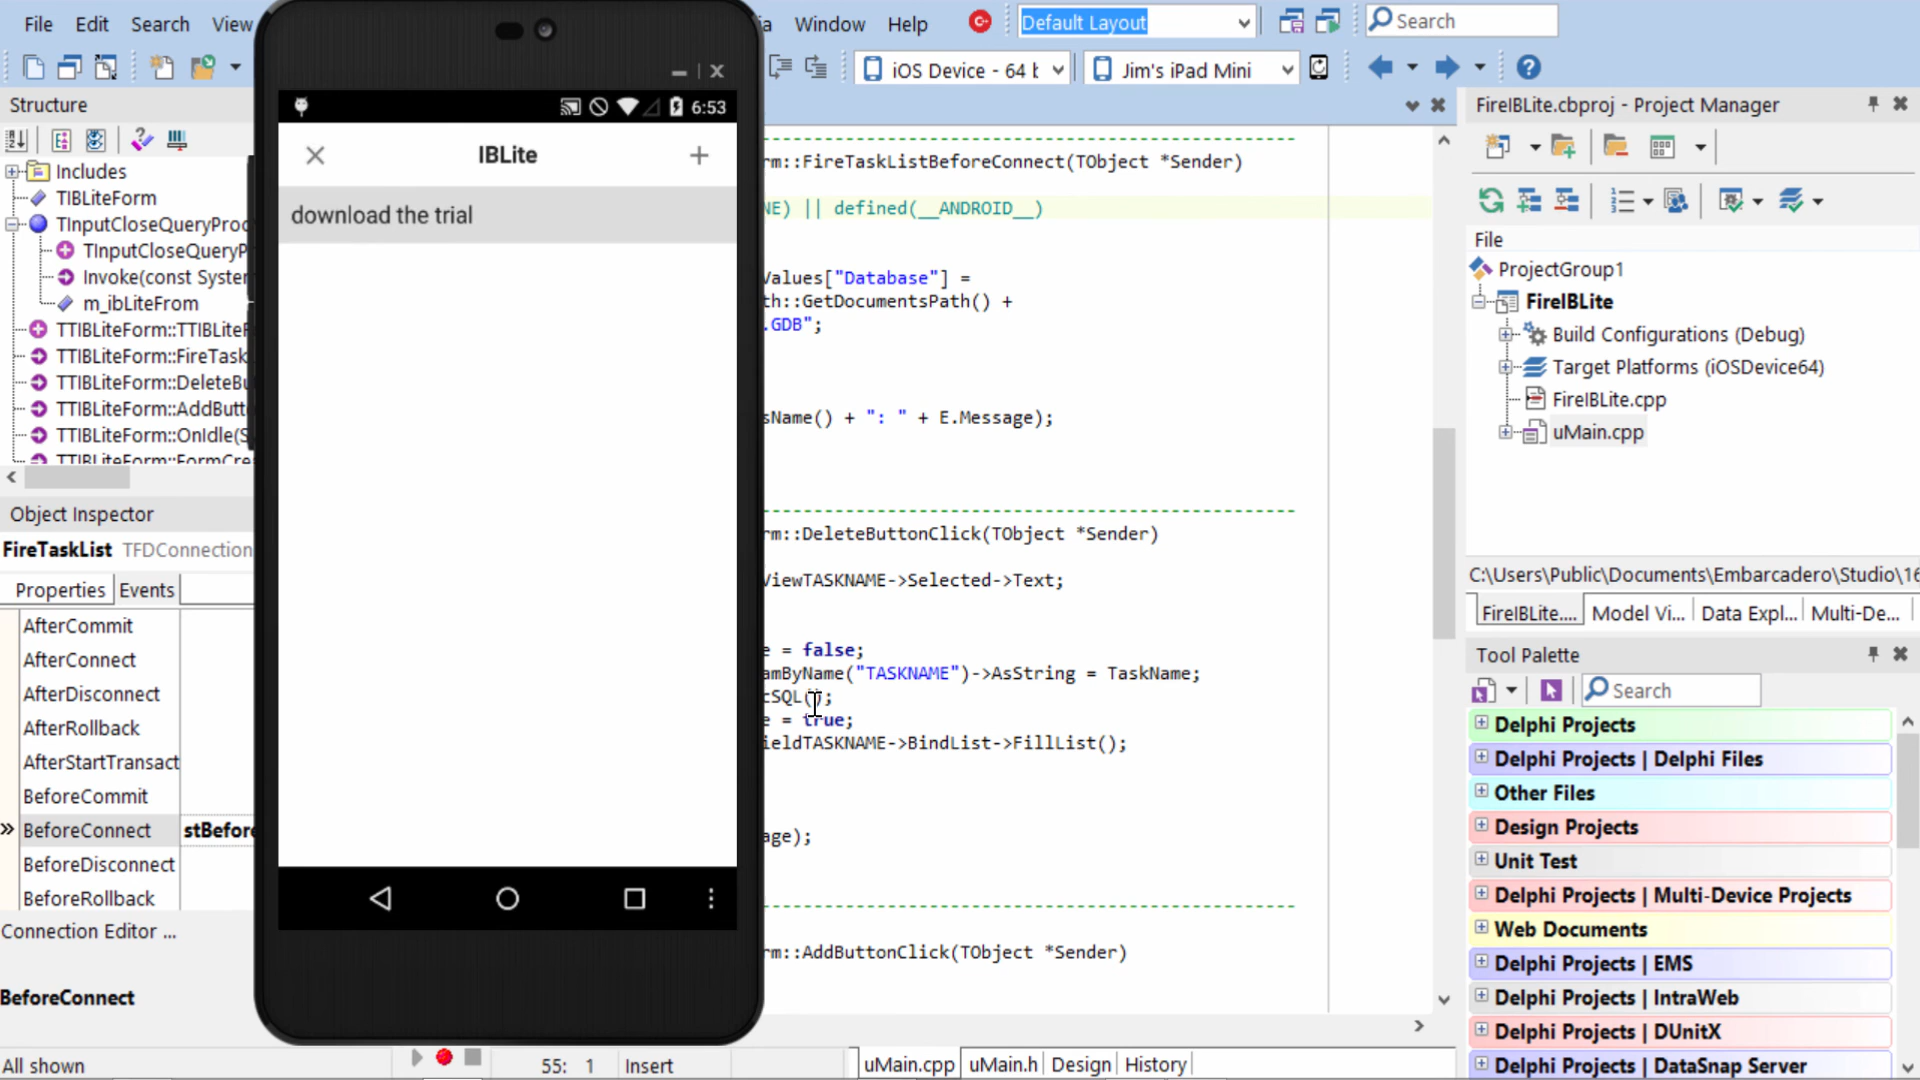 File Edit Search View
Window Help
Default Layout
Search
iOS Device - 64 b
Jim's iPad Mini
Structure
Includes
TIBLiteForm
TInputCloseQueryProc
TInputCloseQueryP
Invoke(const System
m_ibLiteFrom
TTIBLiteForm::TTIBLiteF
TTIBLiteForm::FireTask
TTIBLiteForm::DeleteBu
TTIBLiteForm::AddButt
TTIBLiteForm::OnIdle(S
TTIBLiteForm::FormCre
Object Inspector
FireTaskList TFDConnection
Properties Events
AfterCommit
AfterConnect
AfterDisconnect
AfterRollback
AfterStartTransact
BeforeCommit
BeforeConnect stBefore
BeforeDisconnect
BeforeRollback
Connection Editor ...
BeforeConnect
All shown
6:53
IBLite
download the trial
rm::FireTaskListBeforeConnect(TObject *Sender)
NE) || defined(__ANDROID__)
Values["Database"] =
th::GetDocumentsPath() +
.GDB";
sName() + ": " + E.Message);
rm::DeleteButtonClick(TObject *Sender)
ViewTASKNAME->Selected->Text;
e = false;
amByName("TASKNAME")->AsString = TaskName;
cSQL();
e = true;
ieldTASKNAME->BindList->FillList();
age);
rm::AddButtonClick(TObject *Sender)
55: 1 Insert
uMain.cpp uMain.h Design History
FireIBLite.cbproj - Project Manager
File
ProjectGroup1
FireIBLite
Build Configurations (Debug)
Target Platforms (iOSDevice64)
FireIBLite.cpp
uMain.cpp
C:\Users\Public\Documents\Embarcadero\Studio\16
FireIBLite.... Model Vi... Data Expl... Multi-De...
Tool Palette
Search
Delphi Projects
Delphi Projects | Delphi Files
Other Files
Design Projects
Unit Test
Delphi Projects | Multi-Device Projects
Web Documents
Delphi Projects | EMS
Delphi Projects | IntraWeb
Delphi Projects | DUnitX
Delphi Projects | DataSnap Server